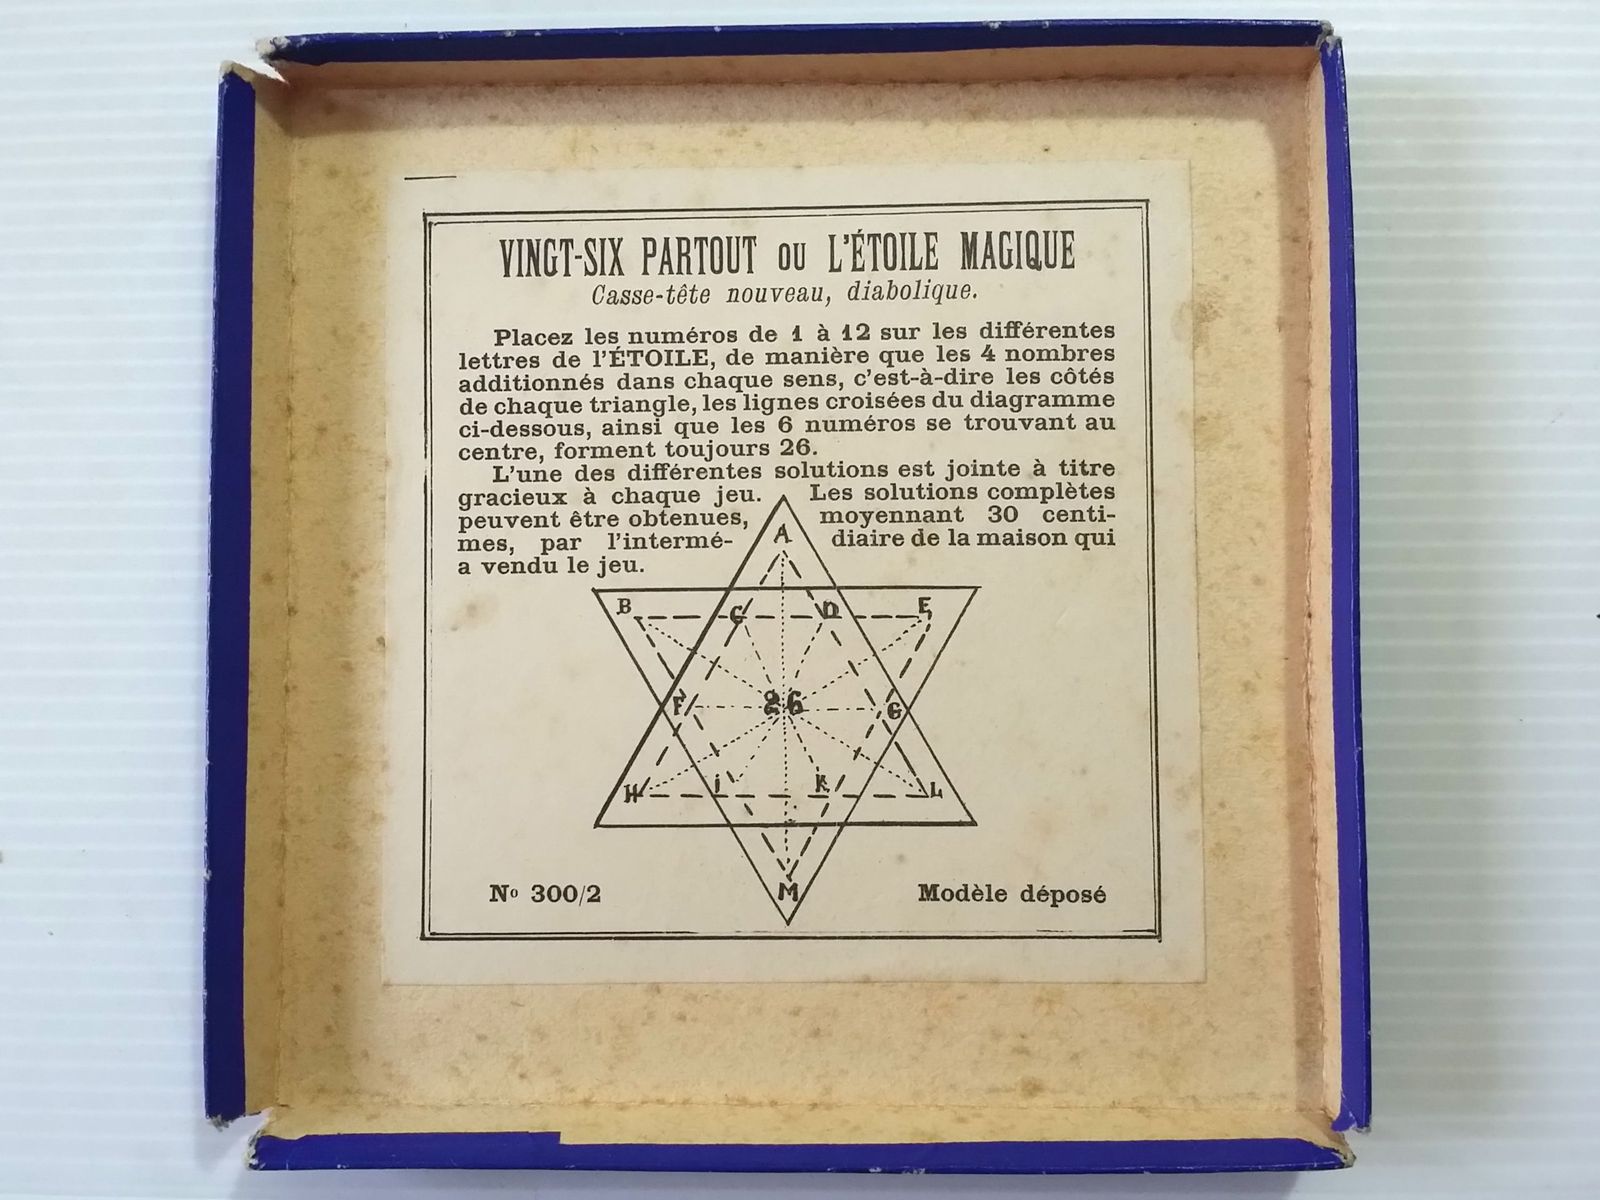 VINGT-SIX PARTOUT OU L'ÉTOILE MAGIQUE
Casse-tête nouveau, diabolique.
Placez les numéros de 1 à 12 sur les différentes
lettres de l'ÉTOILE, de manière que les 4 nombres
additionnés dans chaque sens, c'est-à-dire les côtés
de chaque triangle, les lignes croisées du diagramme
ci-dessous, ainsi que les 6 numéros se trouvant au
centre, forment toujours 26.
L'une des différentes solutions est jointe à titre
gracieux à chaque jeu. Les solutions complètes
peuvent être obtenues, moyennant 30 centi-
mes, par l'intermé- diaire de la maison qui
a vendu le jeu.
A
B C D E
F 26 G
H i K L
M
Nº 300/2 Modèle déposé